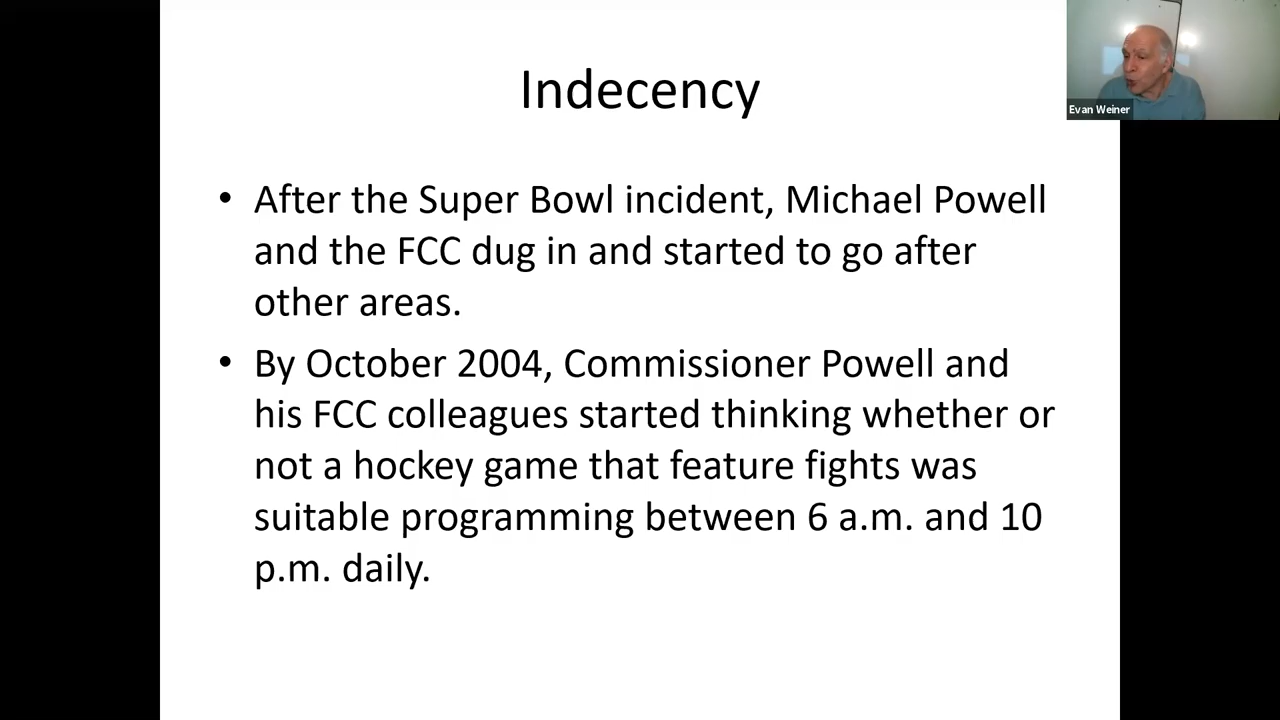 Indecency
Evan Weiner
• After the Super Bowl incident, Michael Powell
and the FCC dug in and started to go after
other areas.
• By October 2004, Commissioner Powell and
his FCC colleagues started thinking whether or
not a hockey game that feature fights was
suitable programming between 6 a.m. and 10
p.m. daily.